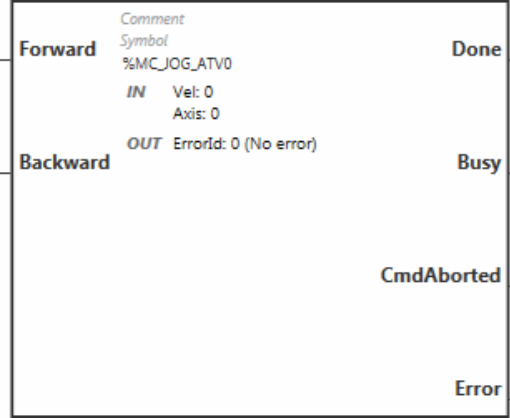 Comment
Symbol
%MC_JOG_ATV0
Forward
Done
IN Vel: 0
Axis: 0
OUT ErrorId: 0 (No error)
Backward
Busy
CmdAborted
Error